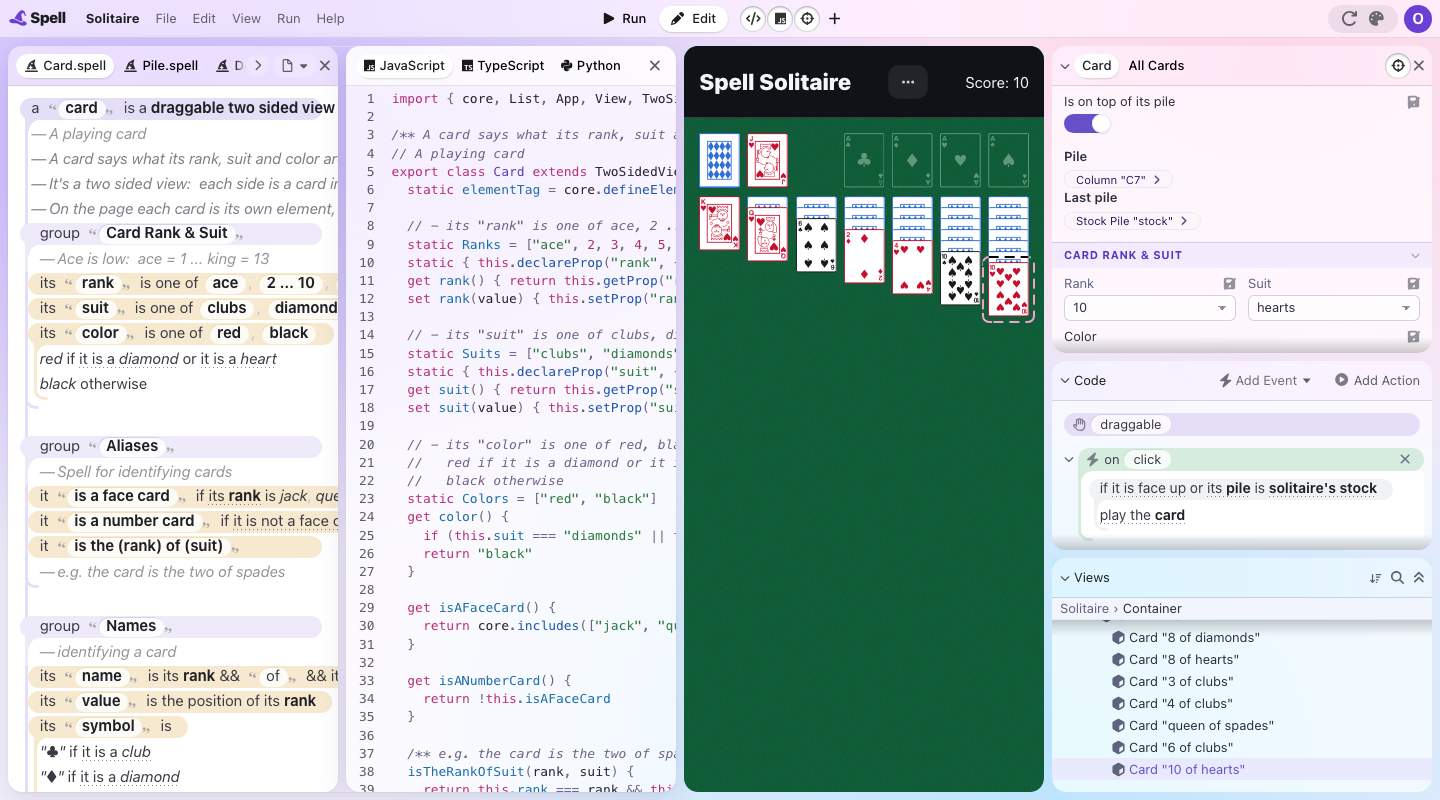 Spell Solitaire File Edit View Run Help
Run Edit JS O
Card.spell Pile.spell D
a “ card „ is a draggable two sided view
— A playing card
— A card says what its rank, suit and color ar
— It's a two sided view: each side is a card i
— On the page each card is its own element,
group “ Card Rank & Suit „
— Ace is low: ace = 1 ... king = 13
its “ rank „ is one of ace , 2 ... 10
its “ suit „ is one of clubs , diamond
its “ color „ is one of red , black
red if it is a diamond or it is a heart
black otherwise
group “ Aliases „
— Spell for identifying cards
it “ is a face card „ if its rank is jack, que
it “ is a number card „ if it is not a face c
it “ is the (rank) of (suit) „
— e.g. the card is the two of spades
group “ Names „
— identifying a card
its “ name „ is its rank && “ of „ && it
its “ value „ is the position of its rank
its “ symbol „ is
"♣" if it is a club
"♦" if it is a diamond
JS JavaScript TS TypeScript Python
1 import { core, List, App, View, TwoSi
2
3 /** A card says what its rank, suit a
4 // A playing card
5 export class Card extends TwoSidedVie
6 static elementTag = core.defineElem
7
8 // - its "rank" is one of ace, 2 ..
9 static Ranks = ["ace", 2, 3, 4, 5,
10 static { this.declareProp("rank",
11 get rank() { return this.getProp("
12 set rank(value) { this.setProp("ran
13
14 // - its "suit" is one of clubs, di
15 static Suits = ["clubs", "diamonds"
16 static { this.declareProp("suit",
17 get suit() { return this.getProp("s
18 set suit(value) { this.setProp("sui
19
20 // - its "color" is one of red, bla
21 // red if it is a diamond or it i
22 // black otherwise
23 static Colors = ["red", "black"]
24 get color() {
25 if (this.suit === "diamonds" ||
26 return "black"
27 }
28
29 get isAFaceCard() {
30 return core.includes(["jack", "qu
31 }
32
33 get isANumberCard() {
34 return !this.isAFaceCard
35 }
36
37 /** e.g. the card is the two of spa
38 isTheRankOfSuit(rank, suit) {
39 return this.rank === rank && thi
Spell Solitaire ... Score: 10
J A A A A
K Q 6 2 4 10 10
Card All Cards
Is on top of its pile
Pile
Column "C7"
Last pile
Stock Pile "stock"
CARD RANK & SUIT
Rank Suit
10 hearts
Color
Code Add Event Add Action
draggable
on click
if it is face up or its pile is solitaire's stock
play the card
Views
Solitaire › Container
Card "8 of diamonds"
Card "8 of hearts"
Card "3 of clubs"
Card "4 of clubs"
Card "queen of spades"
Card "6 of clubs"
Card "10 of hearts"